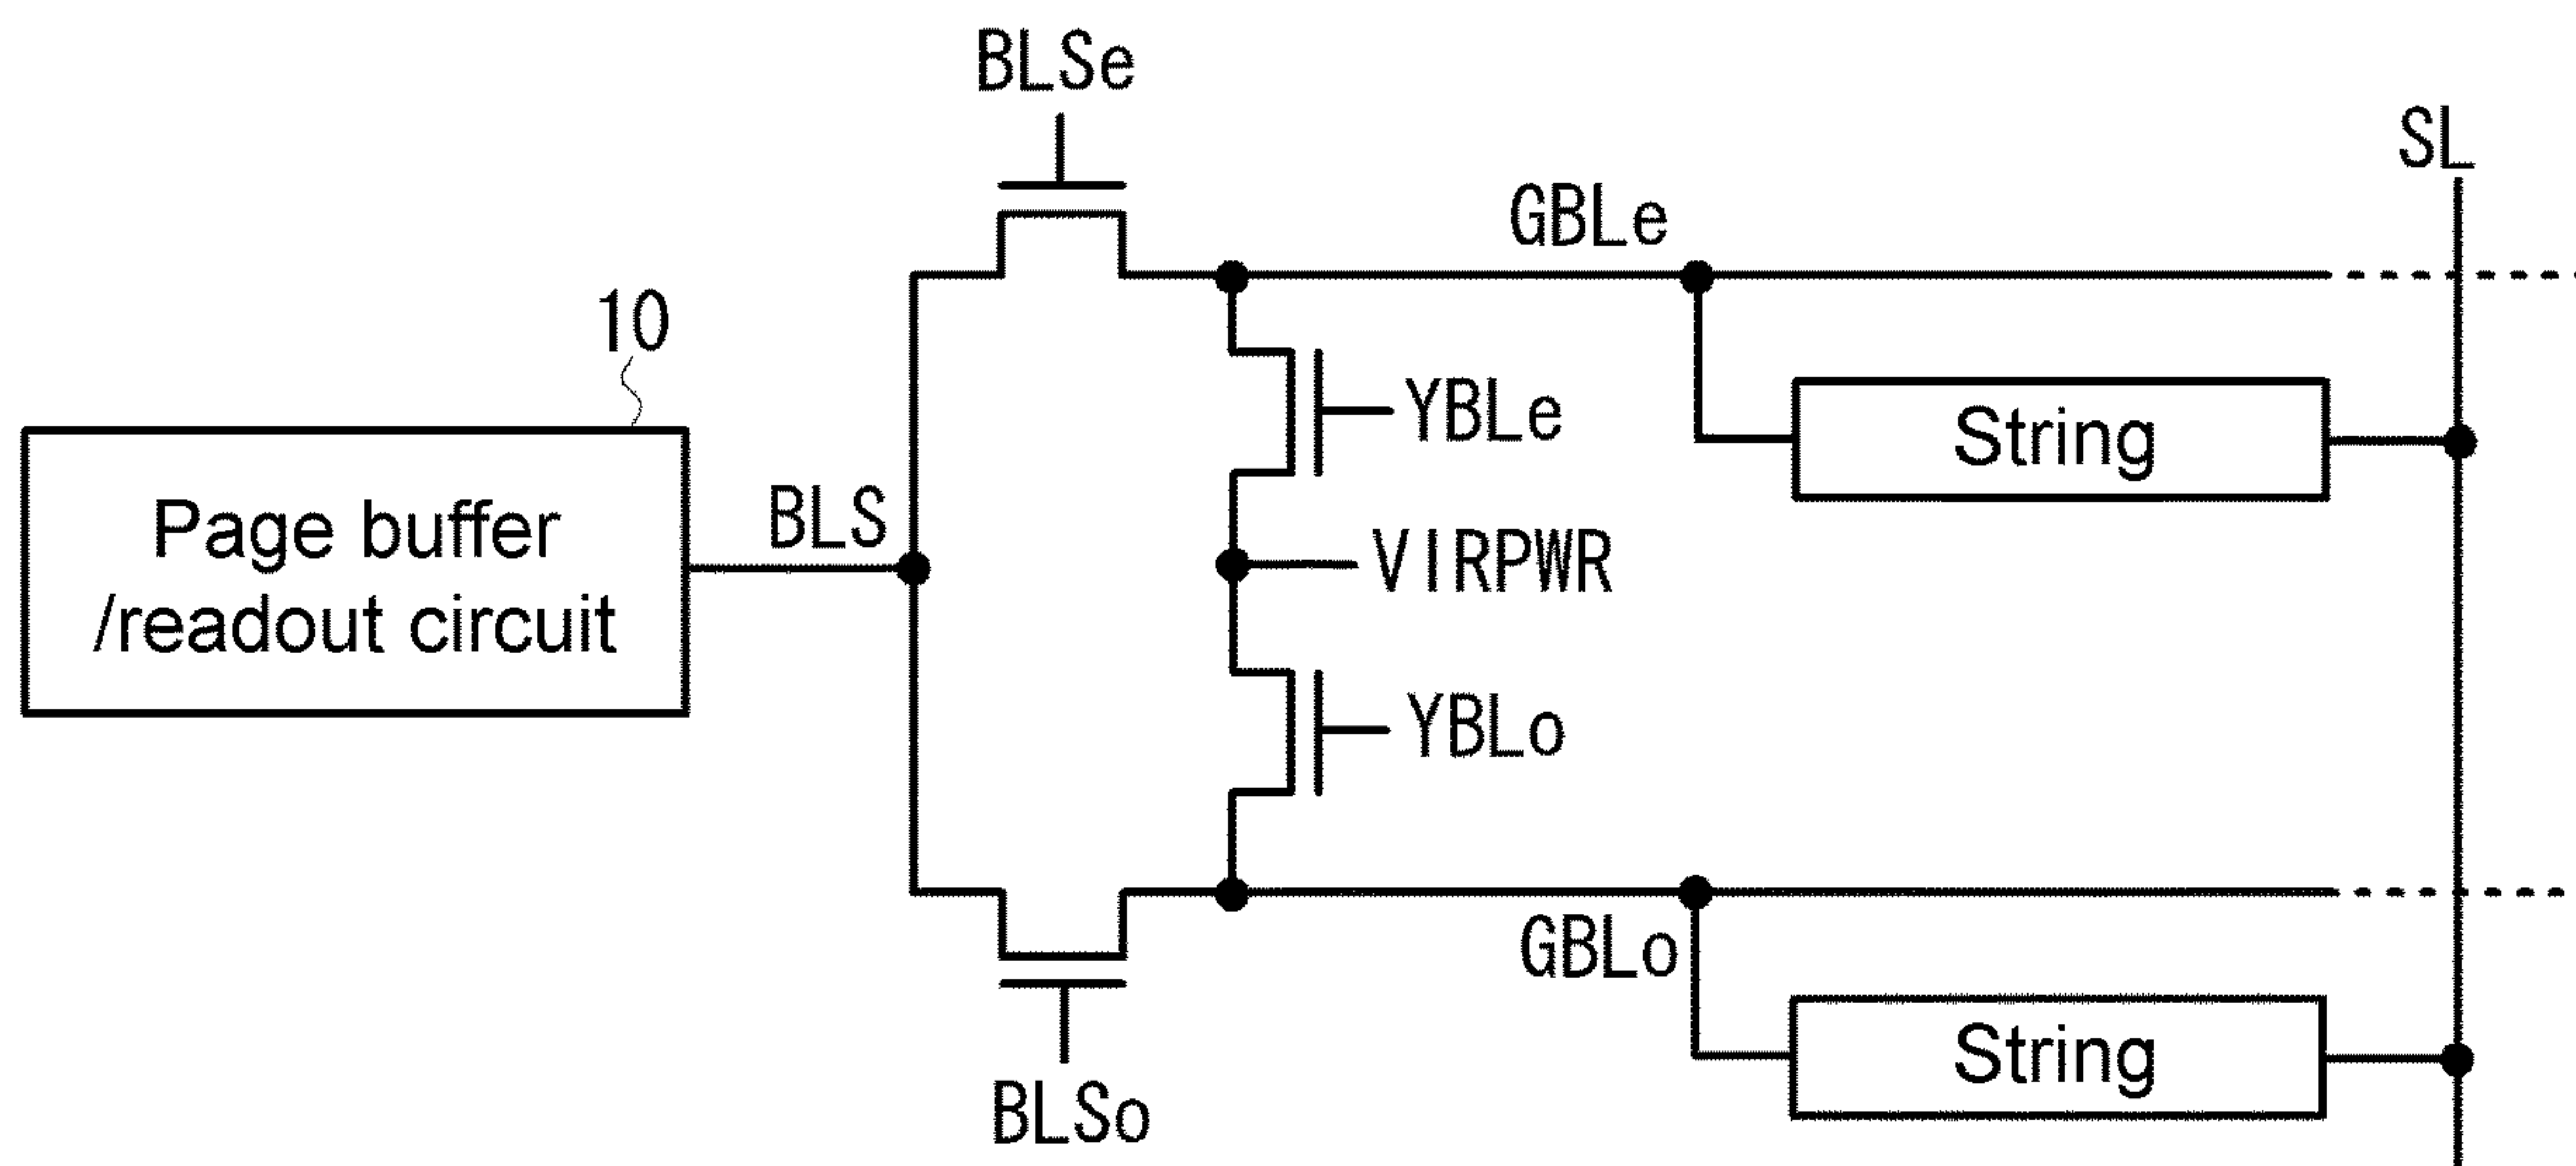 BLSe
SL
GBLe
10
YBLe
String
BLS
Page buffer
/readout circuit
VIRPWR
YBLo
GBLo
String
BLSo